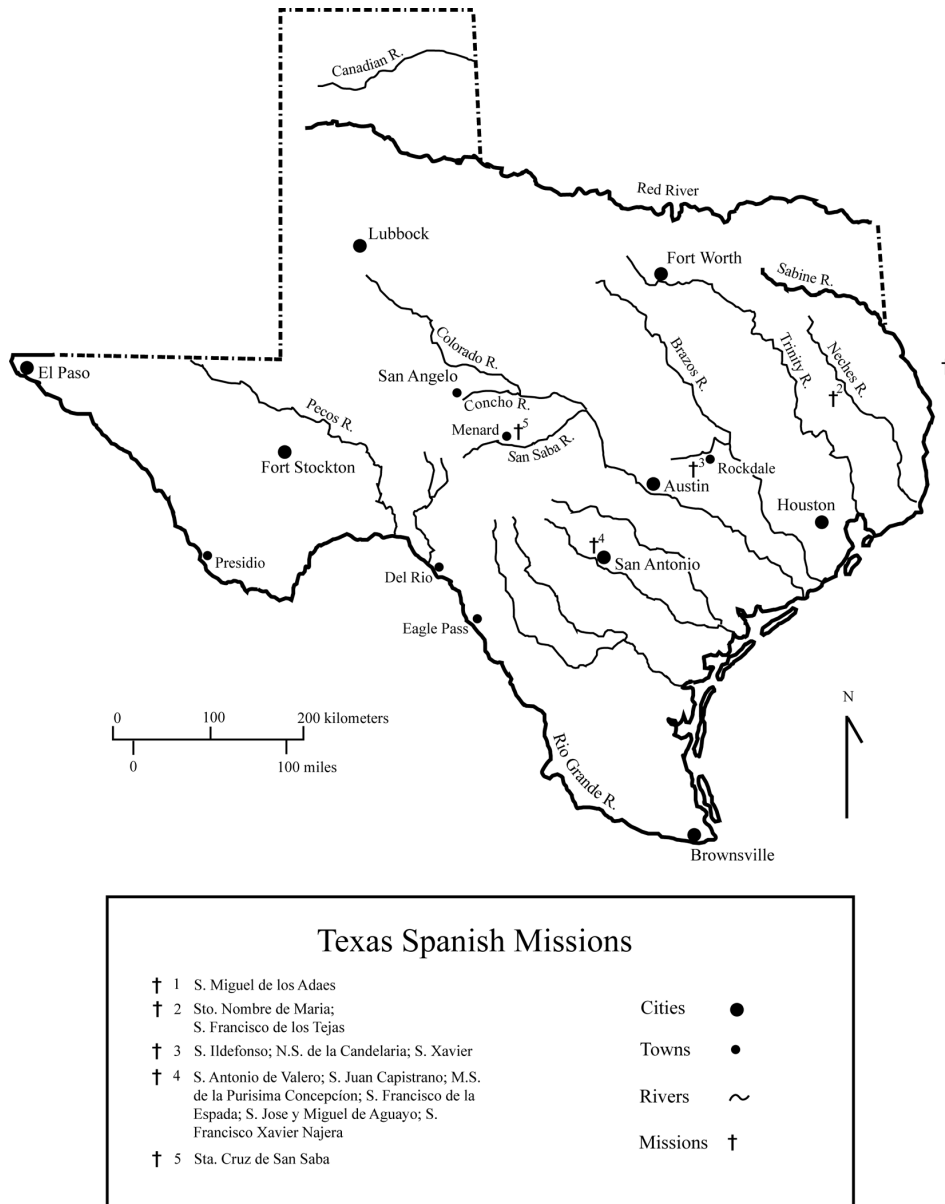 Canadian R.
Red River
Lubbock
Fort Worth
Sabine R.
Colorado R.
Brazos R.
Trinity R.
Neches R.
El Paso
San Angelo
Concho R.
Pecos R.
2
Menard
5
San Saba R.
Fort Stockton
3
Rockdale
Austin
Houston
4
San Antonio
Presidio
Del Rio
Eagle Pass
N
0 100 200 kilometers
0 100 miles
Rio Grande R.
Brownsville
Texas Spanish Missions
1 S. Miguel de los Adaes
2 Sto. Nombre de Maria;
S. Francisco de los Tejas
3 S. Ildefonso; N.S. de la Candelaria; S. Xavier
4 S. Antonio de Valero; S. Juan Capistrano; M.S.
de la Purisima Concepcíon; S. Francisco de la
Espada; S. Jose y Miguel de Aguayo; S.
Francisco Xavier Najera
5 Sta. Cruz de San Saba
Cities
Towns
Rivers
Missions